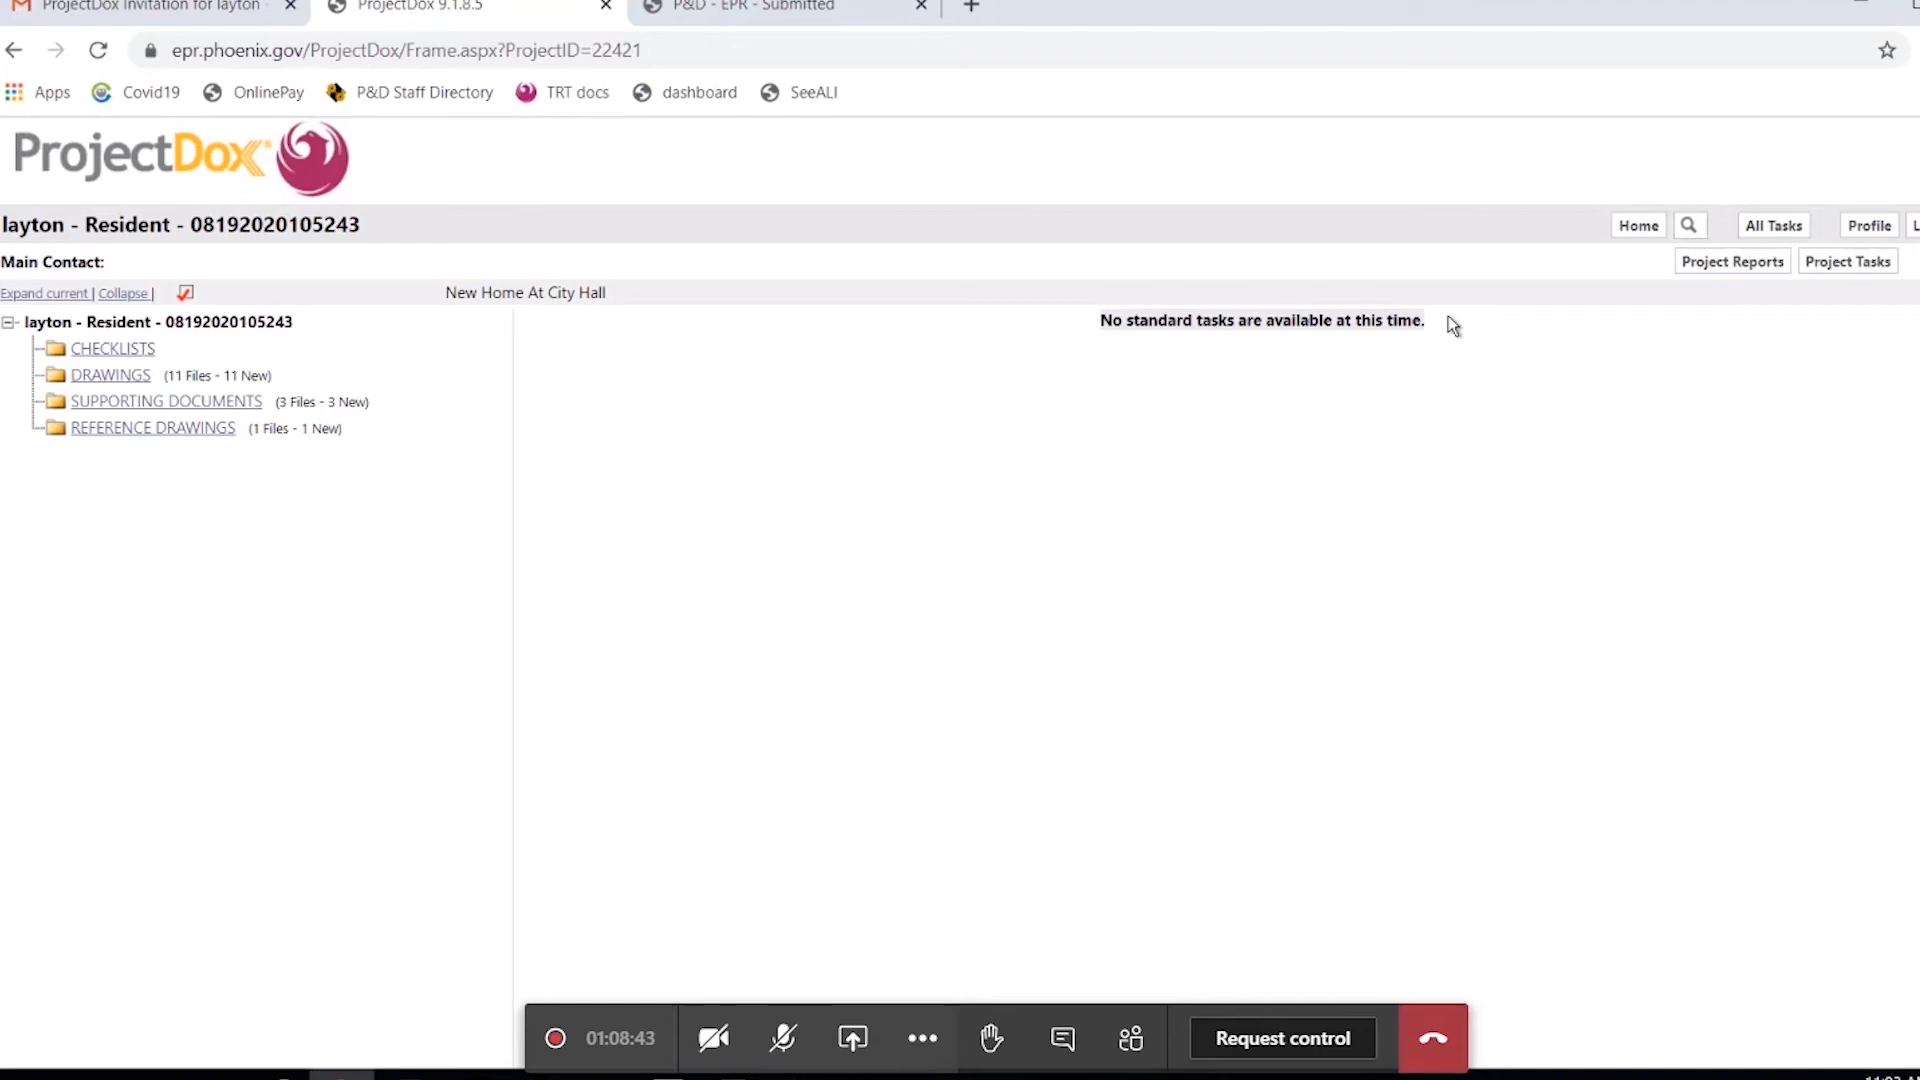 ProjectDox Invitation for layton
ProjectDox 9.1.8.5
P&D - EPR - Submitted
epr.phoenix.gov/ProjectDox/Frame.aspx?ProjectID=22421
Apps
Covid19
OnlinePay
P&D Staff Directory
TRT docs
dashboard
SeeALI
ProjectDox
layton - Resident - 08192020105243
Home
All Tasks
Profile
L
Main Contact:
Project Reports
Project Tasks
Expand current | Collapse |
New Home At City Hall
layton - Resident - 08192020105243
No standard tasks are available at this time.
CHECKLISTS
DRAWINGS (11 Files - 11 New)
SUPPORTING DOCUMENTS (3 Files - 3 New)
REFERENCE DRAWINGS (1 Files - 1 New)
01:08:43
Request control